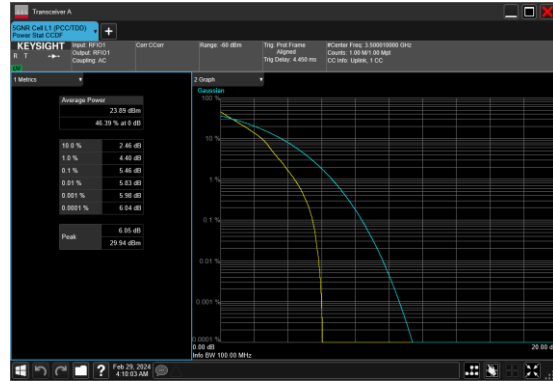 Transceiver A
5GNR Cell L1 (PCC/TDD)
Power Stat CCDF
KEYSIGHT
R T
LVI
Input: RFIO1
Output: RFIO1
Coupling: AC
Corr CCorr
Range: -60 dBm
Trig: Prot Frame
Aligned
Trig Delay: 4.450 ms
#Center Freq: 3.500010000 GHz
Counts: 1.00 M/1.00 Mpt
CC Info: Uplink, 1 CC
1 Metrics
Average Power
23.89 dBm
46.39 % at 0 dB
10.0 % 2.46 dB
1.0 % 4.40 dB
0.1 % 5.46 dB
0.01 % 5.83 dB
0.001 % 5.98 dB
0.0001 % 6.04 dB
Peak
6.05 dB
29.94 dBm
2 Graph
Gaussian
100 %
10 %
1 %
0.1 %
0.01 %
0.001 %
0.0001 %
0.00 dB
20.00 d
Info BW 100.00 MHz
?
Feb 29, 2024
4:10:03 AM